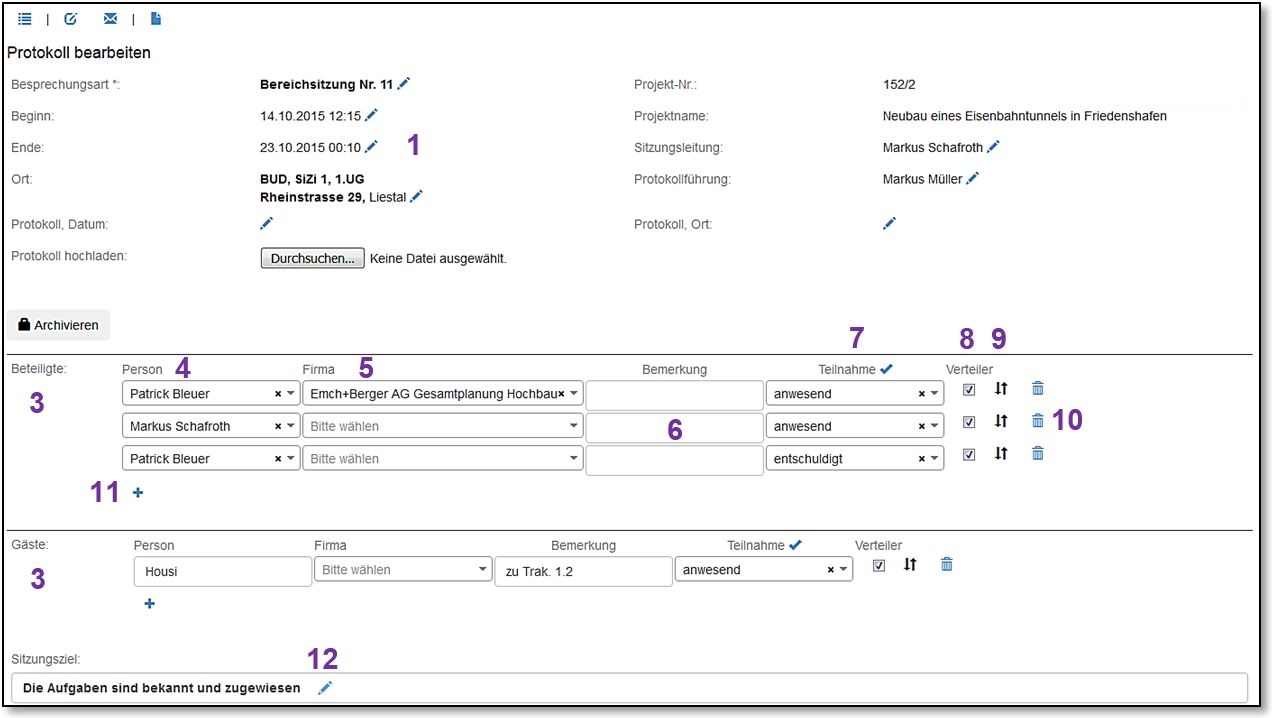 | |
Protokoll bearbeiten
Besprechungsart *: Bereichsitzung Nr. 11 Projekt-Nr.: 152/2
Beginn: 14.10.2015 12:15 Projektname: Neubau eines Eisenbahntunnels in Friedenshafen
Ende: 23.10.2015 00:10 1 Sitzungsleitung: Markus Schafroth
Ort: BUD, SiZi 1, 1.UG Protokollführung: Markus Müller
Rheinstrasse 29, Liestal
Protokoll, Datum: Protokoll, Ort:
Protokoll hochladen: Durchsuchen... Keine Datei ausgewählt.
Archivieren
7 8 9
Beteiligte: Person 4 Firma 5 Bemerkung Teilnahme Verteiler
3 Patrick Bleuer × Emch+Berger AG Gesamtplanung Hochbau× anwesend ×
Markus Schafroth × Bitte wählen 6 anwesend × 10
Patrick Bleuer × Bitte wählen entschuldigt ×
11 +
Gäste: Person Firma Bemerkung Teilnahme Verteiler
3 Housi Bitte wählen zu Trak. 1.2 anwesend ×
+
Sitzungsziel: 12
Die Aufgaben sind bekannt und zugewiesen